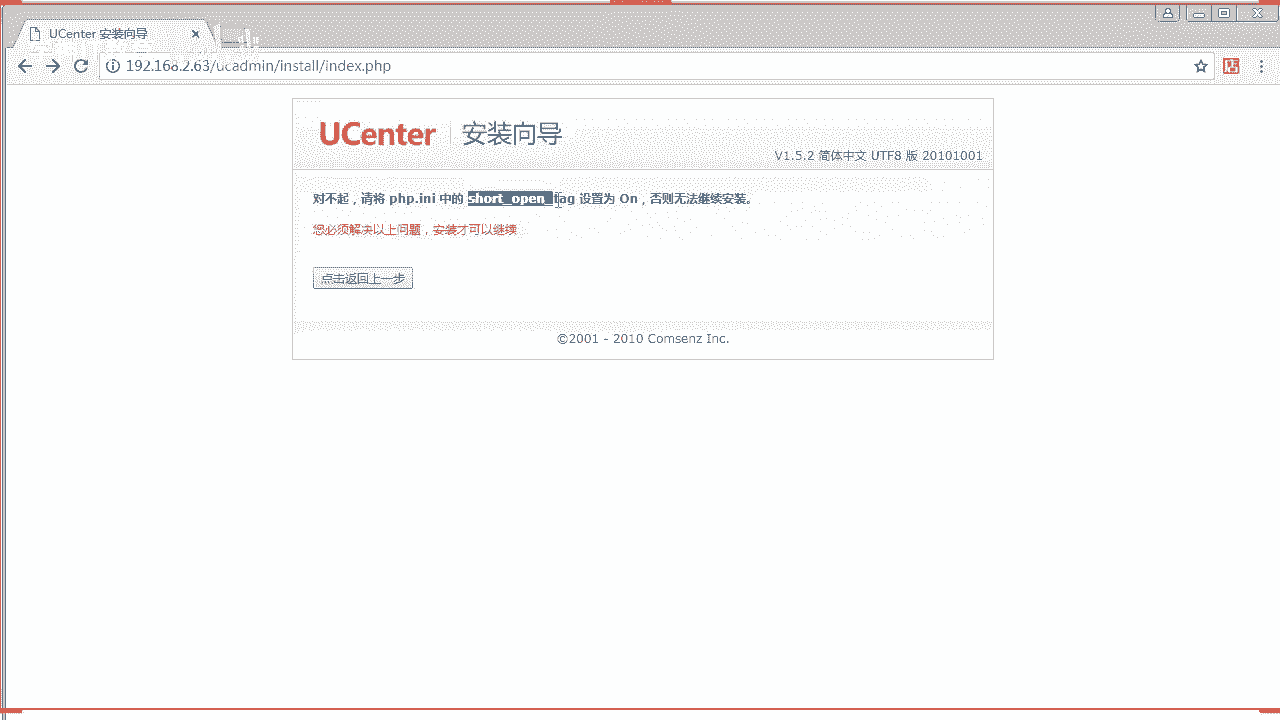 UCenter 安装向导
192.168.2.63/ucadmin/install/index.php
UCenter 安装向导
V1.5.2 简体中文 UTF8 版 20101001
对不起，请将 php.ini 中的 short_open_tag 设置为 On，否则无法继续安装。
您必须解决以上问题，安装才可以继续
点击返回上一步
©2001 - 2010 Comsenz Inc.